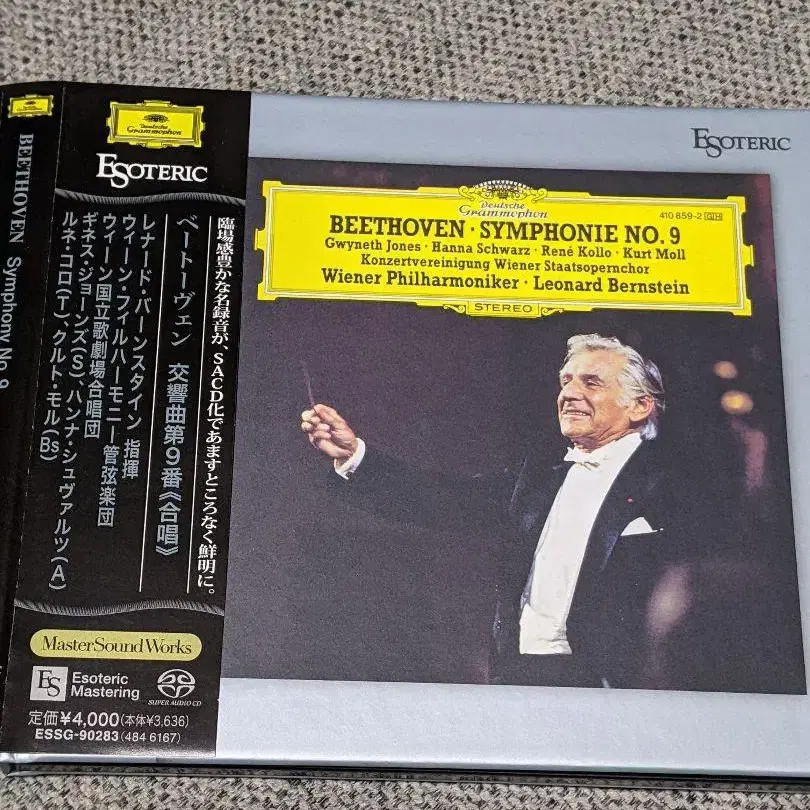 Deutsche
Grammophon
BEETHOVEN Symphony No. 9
Deutsche
Grammophon
ESOTERIC
臨場感豊かな名録音が、SACD化であますところなく鮮明に。
ベートーヴェン 交響曲第9番《合唱》
レナード・バーンスタイン 指揮
ウィーン・フィルハーモニー管弦楽団
ウィーン国立歌劇場合唱団
ギネス・ジョーンズ(S)、ハンナ・シュヴァルツ(A)
ルネ・コロ(T)、クルト・モル(Bs)
MasterSound Works
ES
Esoteric
Mastering
SUPER AUDIO CD
定価¥4,000(本体¥3,636)
ESSG-90283(484 6167)
ESOTERIC
Deutsche
Grammophon
410 859-2 GH
BEETHOVEN · SYMPHONIE NO. 9
Gwyneth Jones · Hanna Schwarz · René Kollo · Kurt Moll
Konzertvereinigung Wiener Staatsopernchor
Wiener Philharmoniker · Leonard Bernstein
STEREO